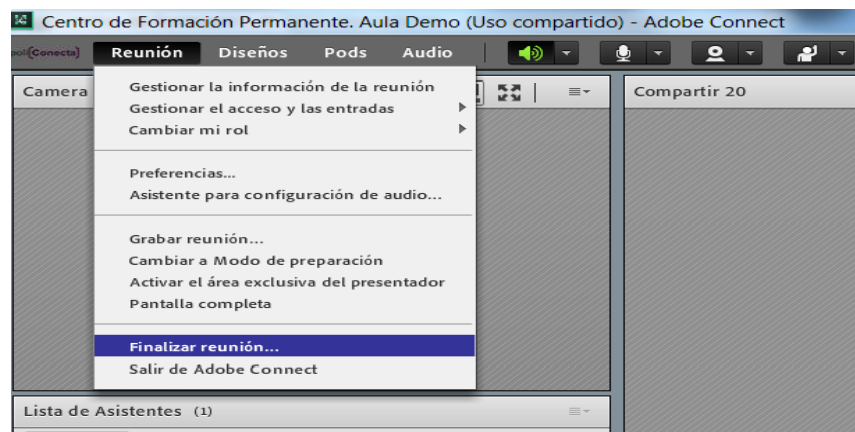 Centro de Formación Permanente. Aula Demo (Uso compartido) - Adobe Connect
poli[Conecta] Reunión Diseños Pods Audio
Camera
Compartir 20
Gestionar la información de la reunión
Gestionar el acceso y las entradas
Cambiar mi rol
Preferencias...
Asistente para configuración de audio...
Grabar reunión...
Cambiar a Modo de preparación
Activar el área exclusiva del presentador
Pantalla completa
Finalizar reunión...
Salir de Adobe Connect
Lista de Asistentes (1)